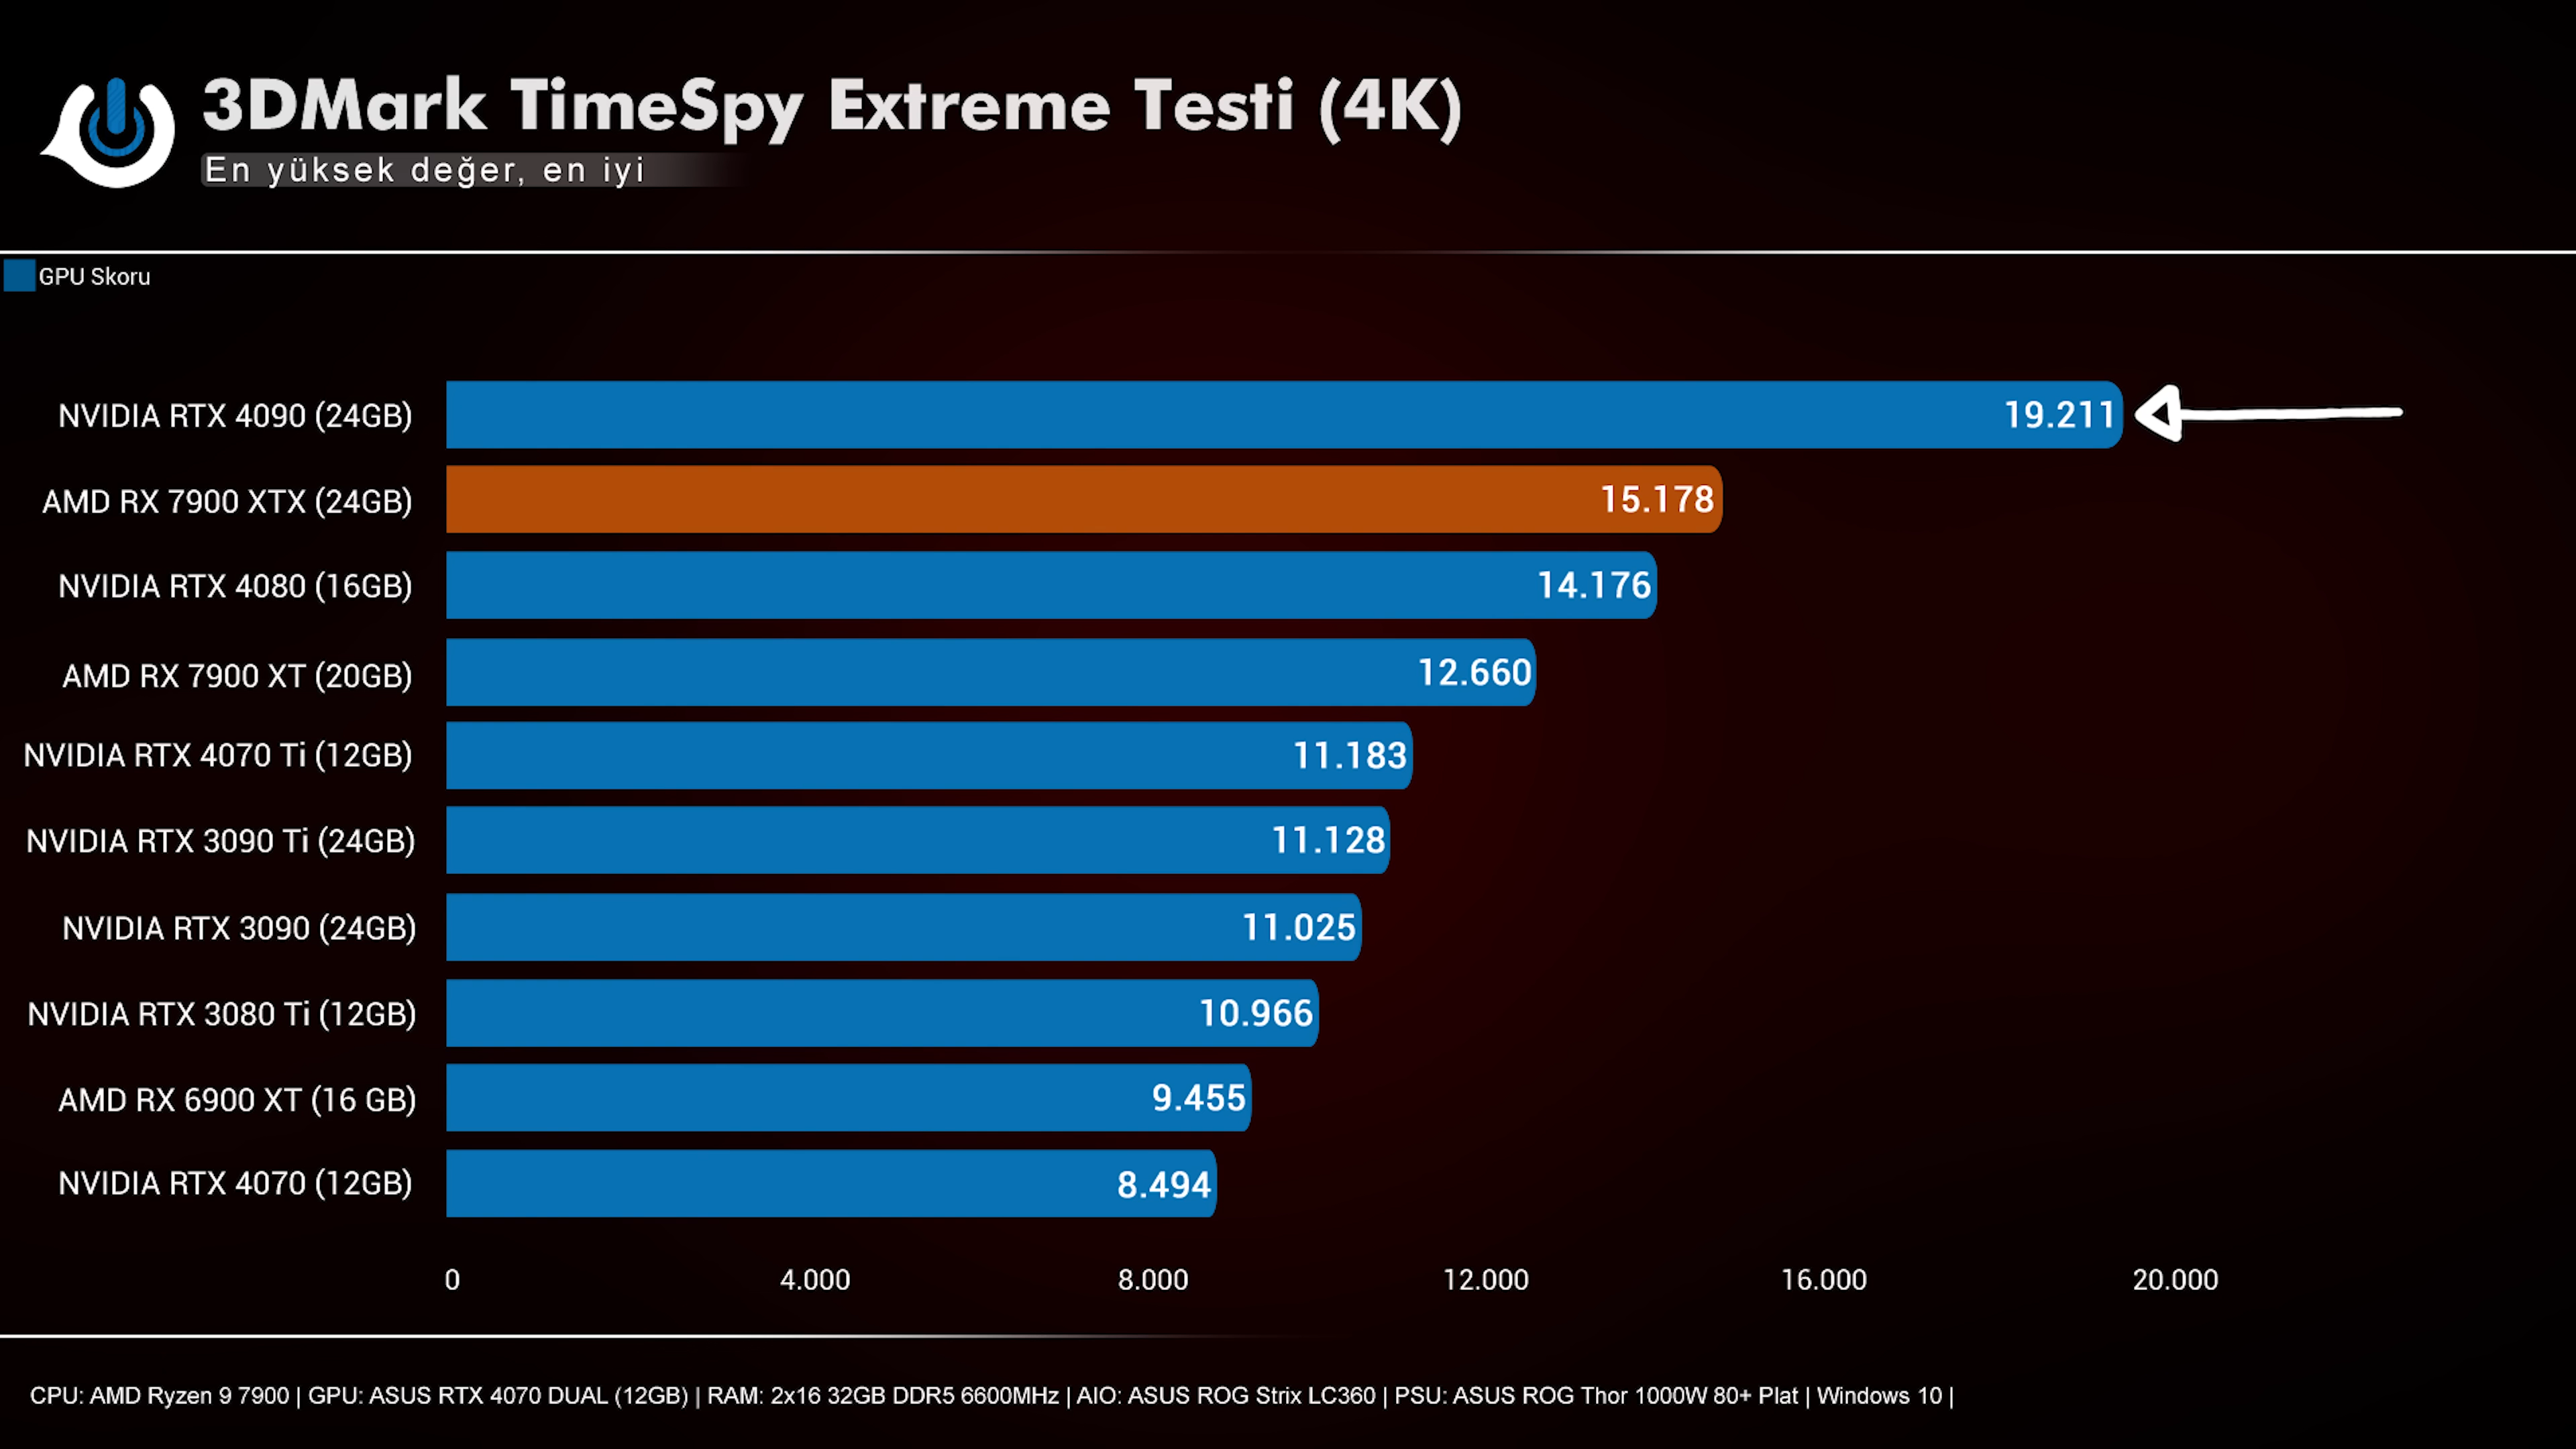 3DMark TimeSpy Extreme Testi (4K)
En yüksek değer, en iyi
GPU Skoru
NVIDIA RTX 4090 (24GB) 19.211
AMD RX 7900 XTX (24GB) 15.178
NVIDIA RTX 4080 (16GB) 14.176
AMD RX 7900 XT (20GB) 12.660
NVIDIA RTX 4070 Ti (12GB) 11.183
NVIDIA RTX 3090 Ti (24GB) 11.128
NVIDIA RTX 3090 (24GB) 11.025
NVIDIA RTX 3080 Ti (12GB) 10.966
AMD RX 6900 XT (16 GB) 9.455
NVIDIA RTX 4070 (12GB) 8.494
0 4.000 8.000 12.000 16.000 20.000
CPU: AMD Ryzen 9 7900 | GPU: ASUS RTX 4070 DUAL (12GB) | RAM: 2x16 32GB DDR5 6600MHz | AIO: ASUS ROG Strix LC360 | PSU: ASUS ROG Thor 1000W 80+ Plat | Windows 10 |